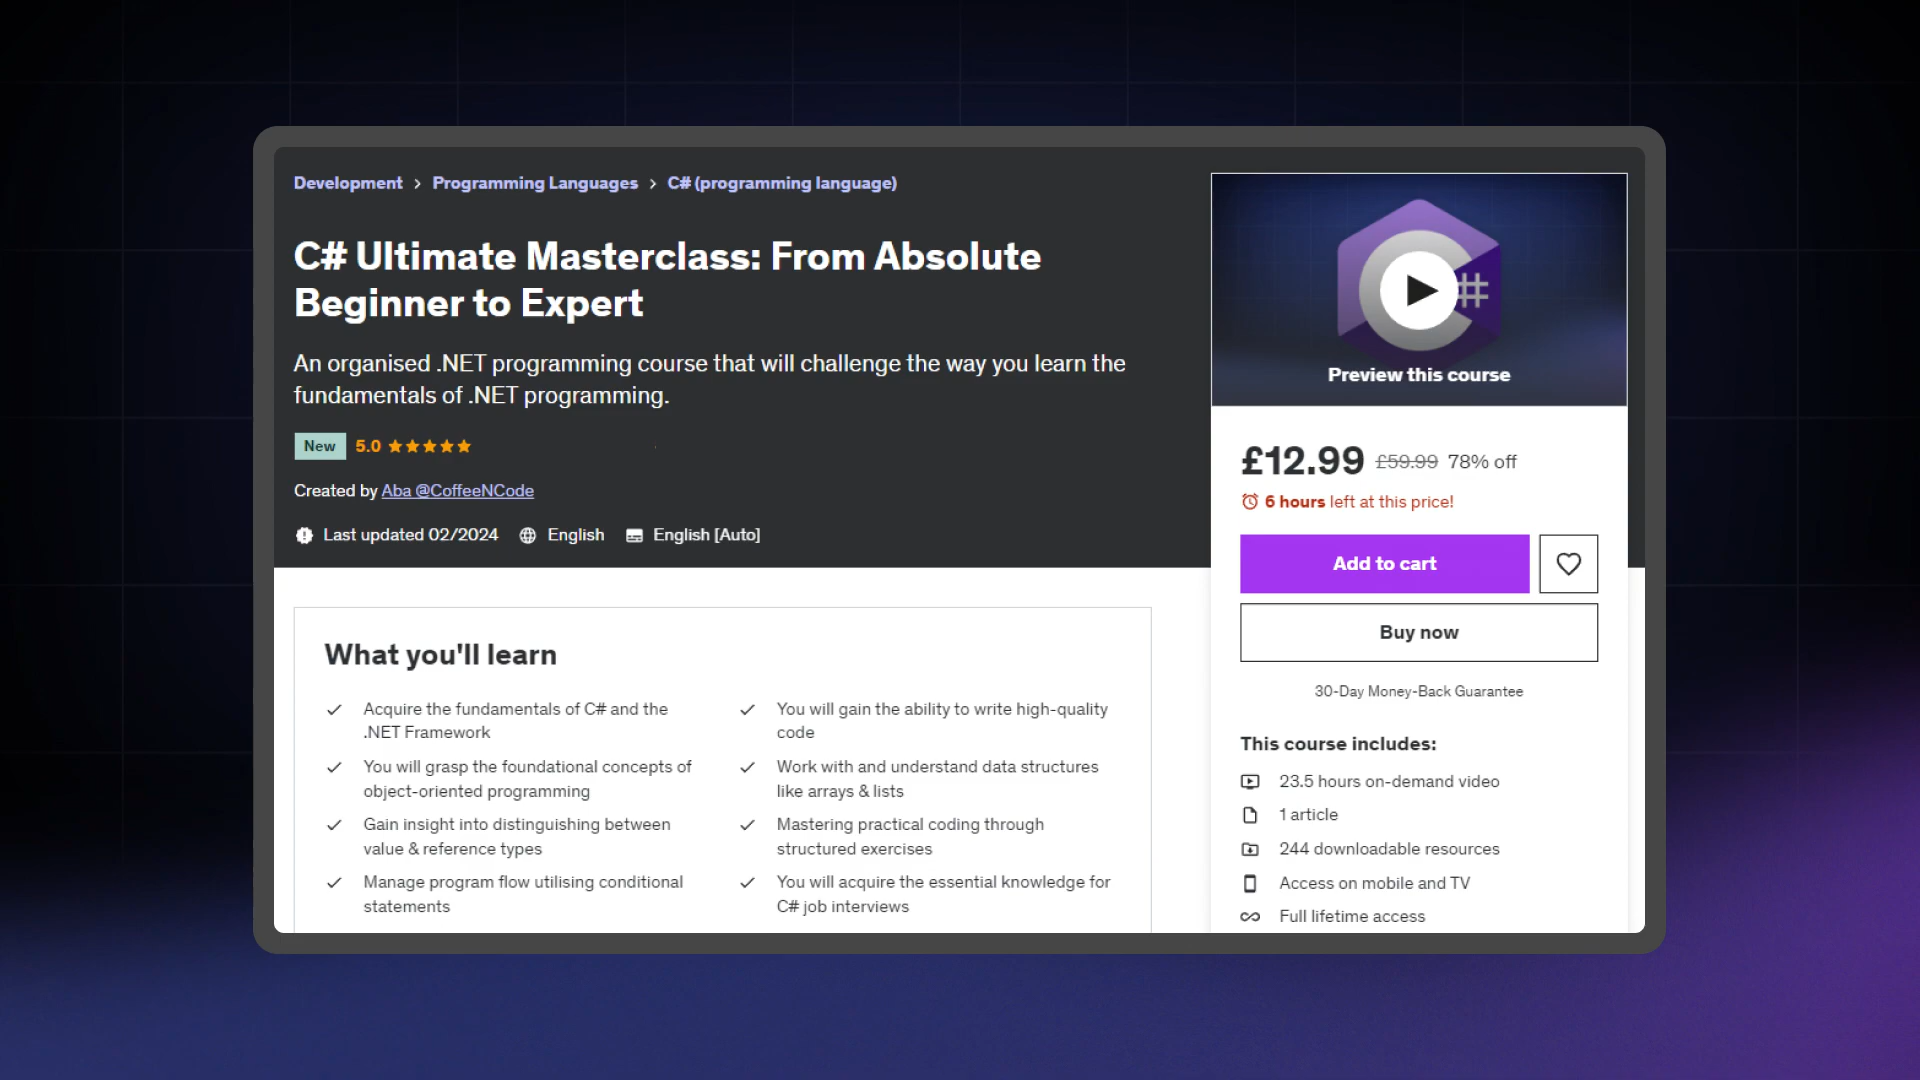 Development > Programming Languages > C# (programming language)
C# Ultimate Masterclass: From Absolute
Beginner to Expert
An organised .NET programming course that will challenge the way you learn the
fundamentals of .NET programming.
New 5.0
Created by Aba @CoffeeNCode
Last updated 02/2024 English English [Auto]
What you'll learn
Acquire the fundamentals of C# and the
.NET Framework
You will grasp the foundational concepts of
object-oriented programming
Gain insight into distinguishing between
value & reference types
Manage program flow utilising conditional
statements
You will gain the ability to write high-quality
code
Work with and understand data structures
like arrays & lists
Mastering practical coding through
structured exercises
You will acquire the essential knowledge for
C# job interviews
Preview this course
£12.99 £59.99 78% off
6 hours left at this price!
Add to cart
Buy now
30-Day Money-Back Guarantee
This course includes:
23.5 hours on-demand video
1 article
244 downloadable resources
Access on mobile and TV
Full lifetime access